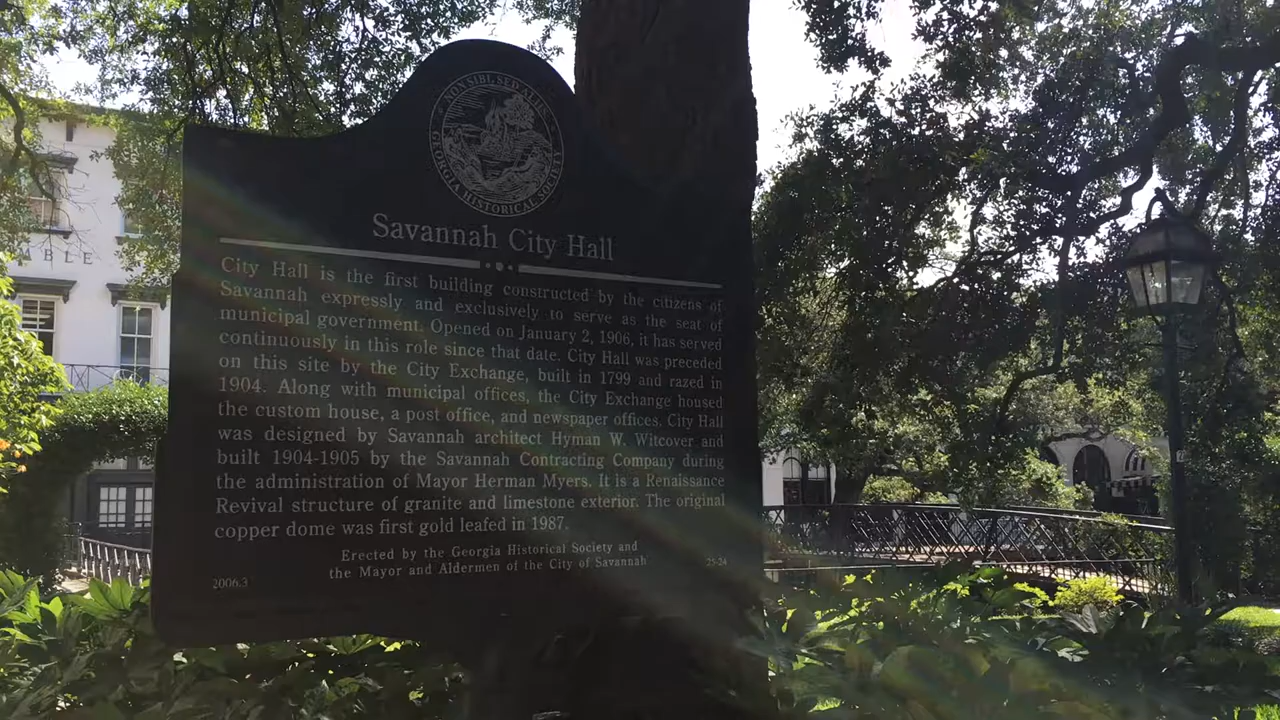 NON SIBI, SED ALIIS
GEORGIA HISTORICAL SOCIETY
Savannah City Hall
City Hall is the first building constructed by the citizens of
Savannah expressly and exclusively to serve as the seat of
municipal government. Opened on January 2, 1906, it has served
continuously in this role since that date. City Hall was preceded
on this site by the City Exchange, built in 1799 and razed in
1904. Along with municipal offices, the City Exchange housed
the custom house, a post office, and newspaper offices. City Hall
was designed by Savannah architect Hyman W. Witcover and
built 1904-1905 by the Savannah Contracting Company during
the administration of Mayor Herman Myers. It is a Renaissance
Revival structure of granite and limestone exterior. The original
copper dome was first gold leafed in 1987.
Erected by the Georgia Historical Society and
the Mayor and Aldermen of the City of Savannah
2006.3
25-24
BLE